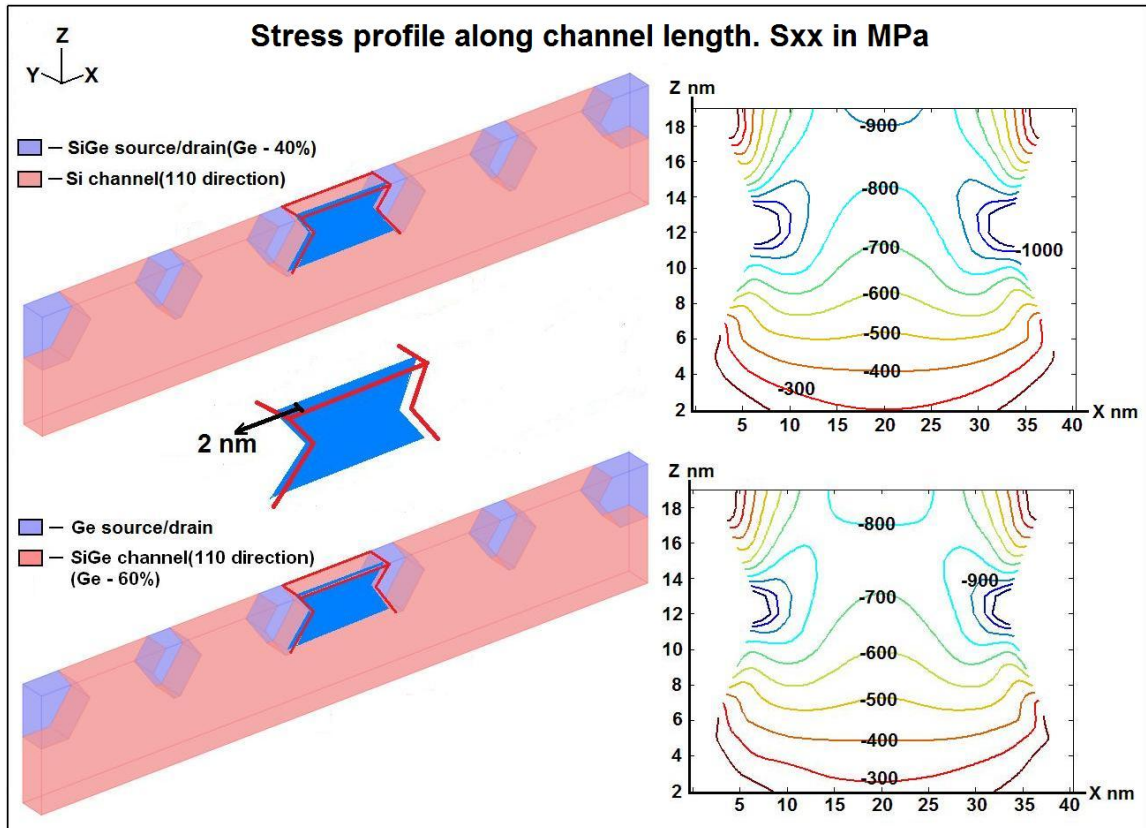 Stress profile along channel length. Sxx in MPa
Z
Y X
SiGe source/drain(Ge - 40%)
Si channel(110 direction)
2 nm
Ge source/drain
SiGe channel(110 direction)
(Ge - 60%)
Z nm
18
16
14
12
10
8
6
4
2
-900
-800
-1000
-700
-600
-500
-400
-300
5 10 15 20 25 30 35 40
X nm
Z nm
18
16
14
12
10
8
6
4
2
-800
-900
-700
-600
-500
-400
-300
X nm
5 10 15 20 25 30 35 40